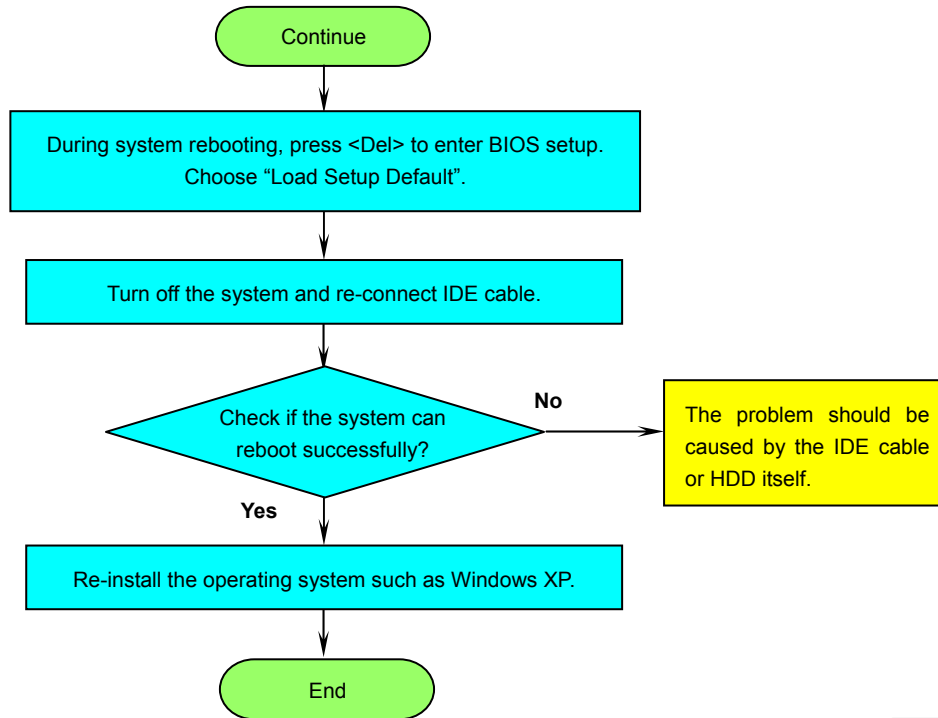 Continue
During system rebooting, press <Del> to enter BIOS setup.
Choose “Load Setup Default”.
Turn off the system and re-connect IDE cable.
Check if the system can
reboot successfully?
No
The problem should be
caused by the IDE cable
or HDD itself.
Yes
Re-install the operating system such as Windows XP.
End